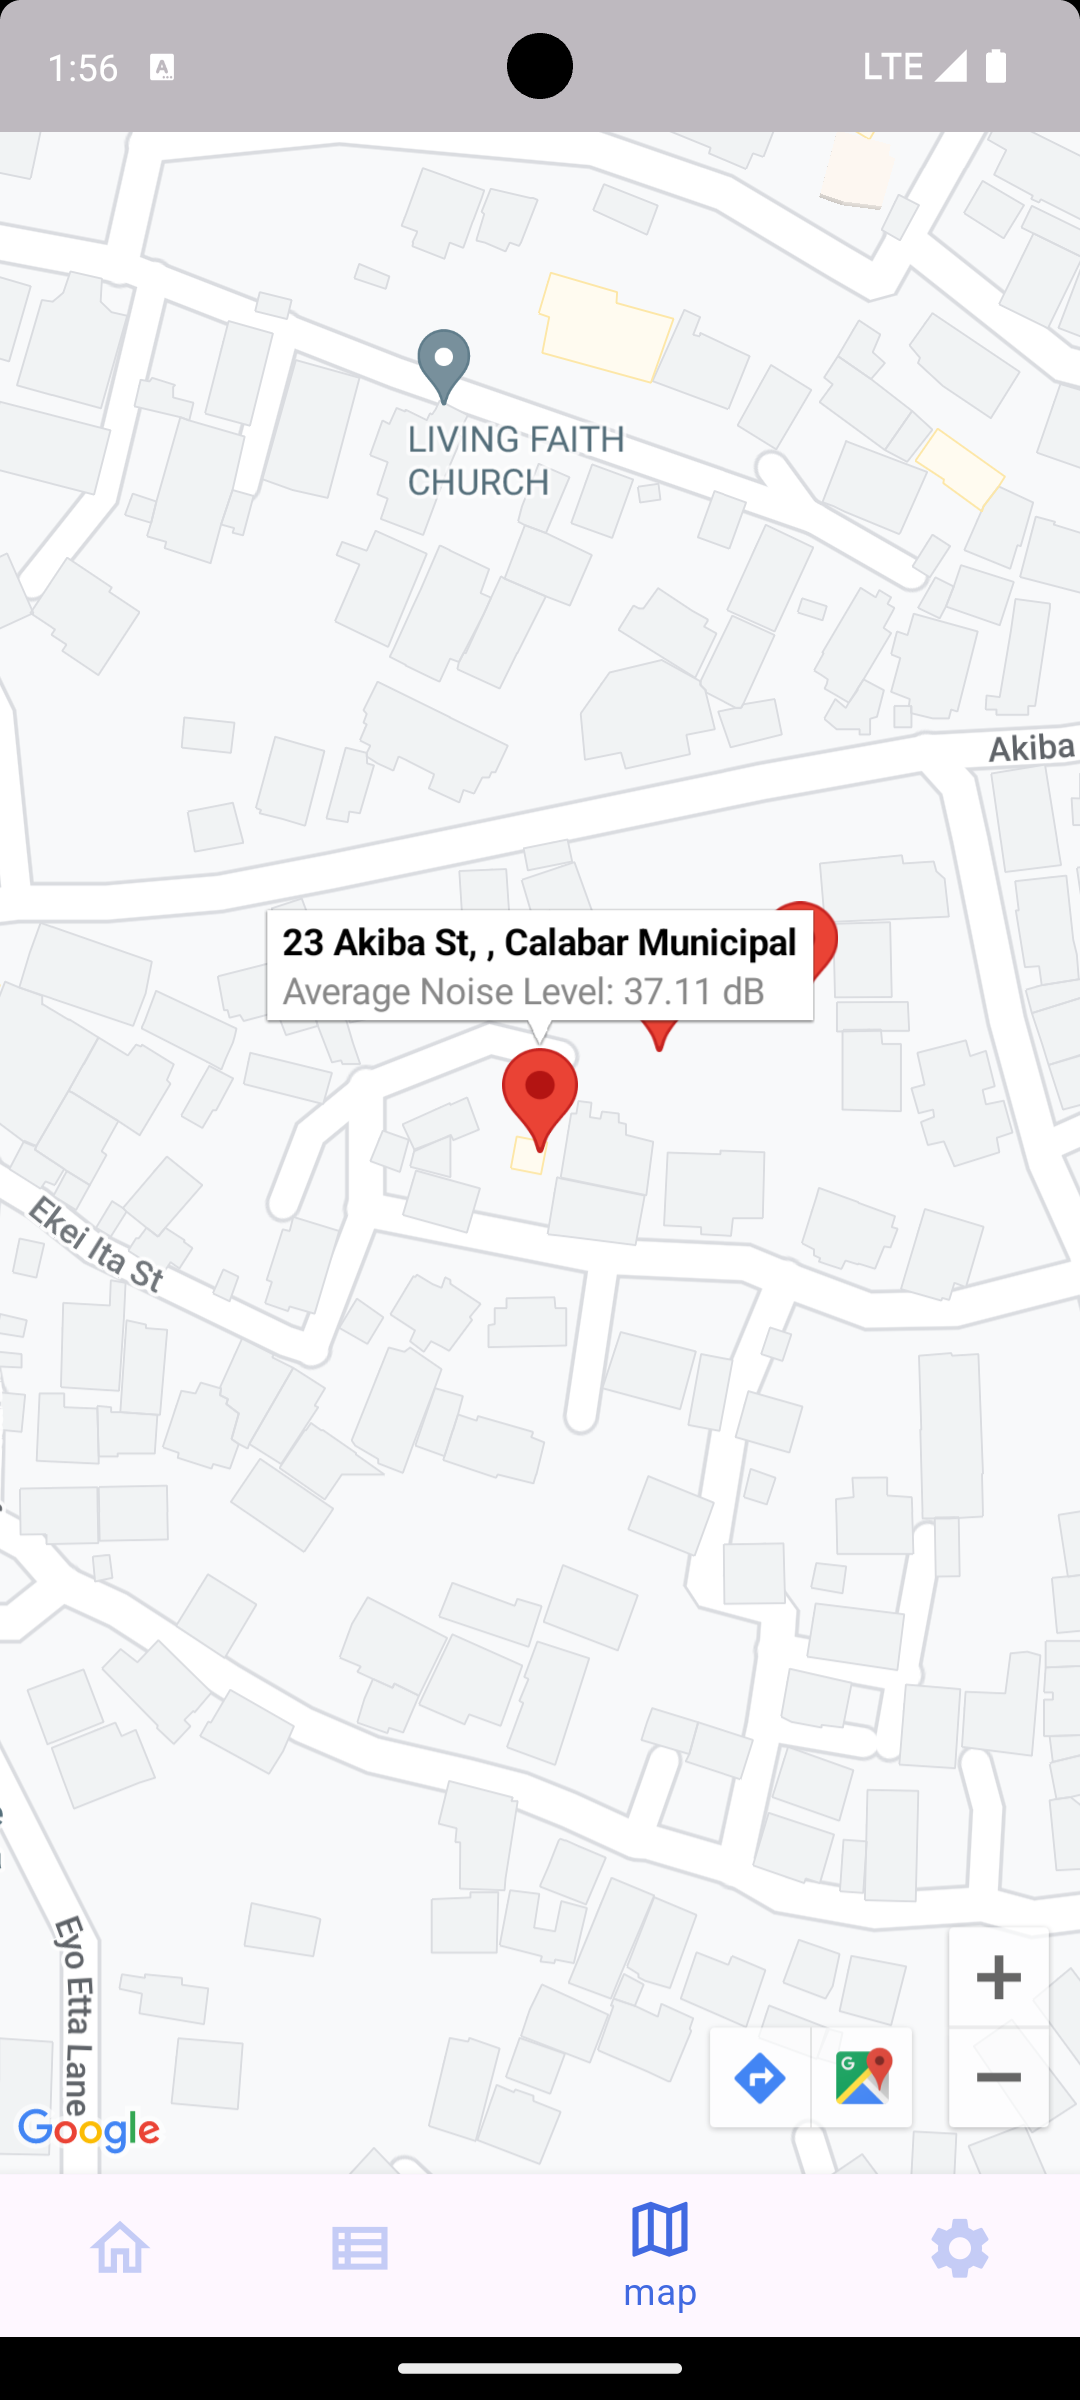 1:56
LTE
LIVING FAITH
CHURCH
Akiba
23 Akiba St, , Calabar Municipal
Average Noise Level: 37.11 dB
Ekei Ita St
Eyo Etta Lane
Google
map